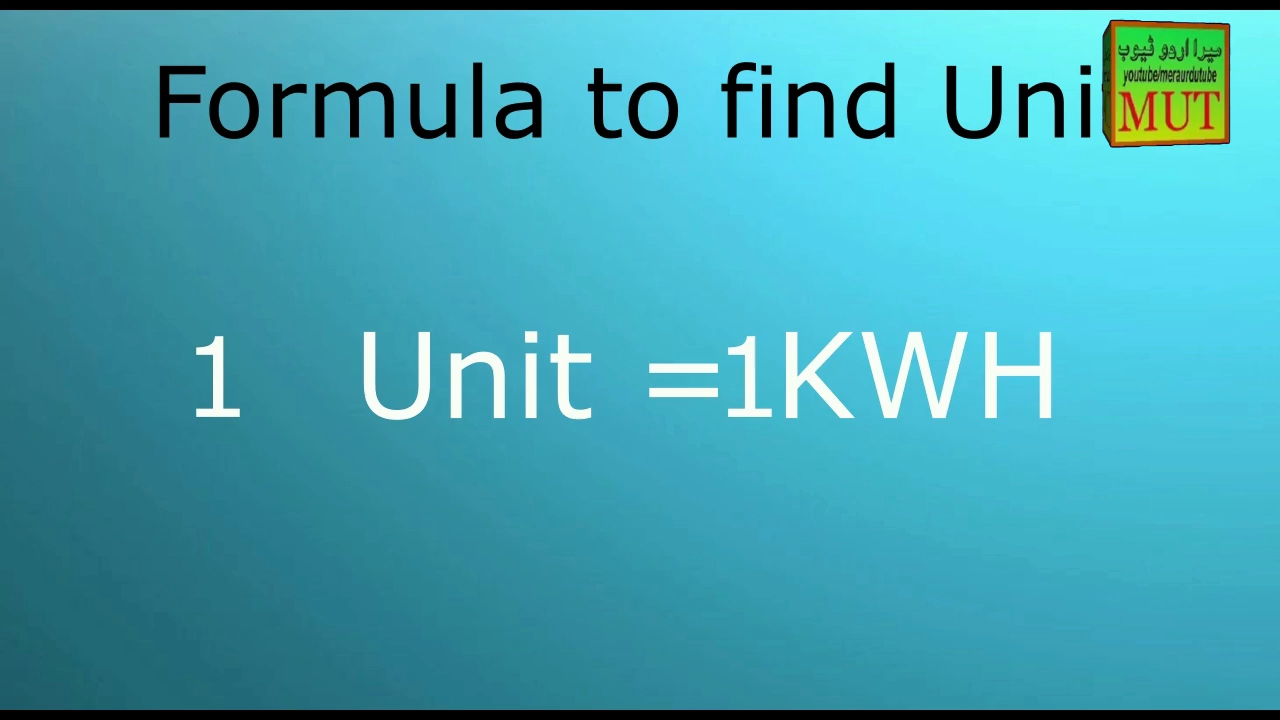 Formula to find Uni
میرا اردو ٹیوب
youtube/meraurdutube
MUT
1 Unit =1KWH